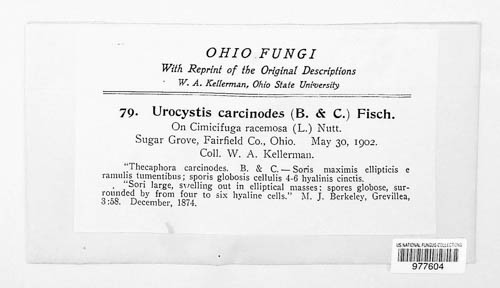 OHIO FUNGI
With Reprint of the Original Descriptions
W. A. Kellerman, Ohio State University
79. Urocystis carcinodes (B. & C.) Fisch.
On Cimicifuga racemosa (L.) Nutt.
Sugar Grove, Fairfield Co., Ohio. May 30, 1902.
Coll. W. A. Kellerman.
"Thecaphora carcinodes. B. & C.—Soris maximis ellipticis e
ramulis tumentibus; sporis globosis cellulis 4-6 hyalinis cinctis.
"Sori large, swelling out in elliptical masses; spores globose, sur-
rounded by from four to six hyaline cells." M. J. Berkeley, Grevillea,
3:58. December, 1874.
US NATIONAL FUNGUS COLLECTIONS
977604